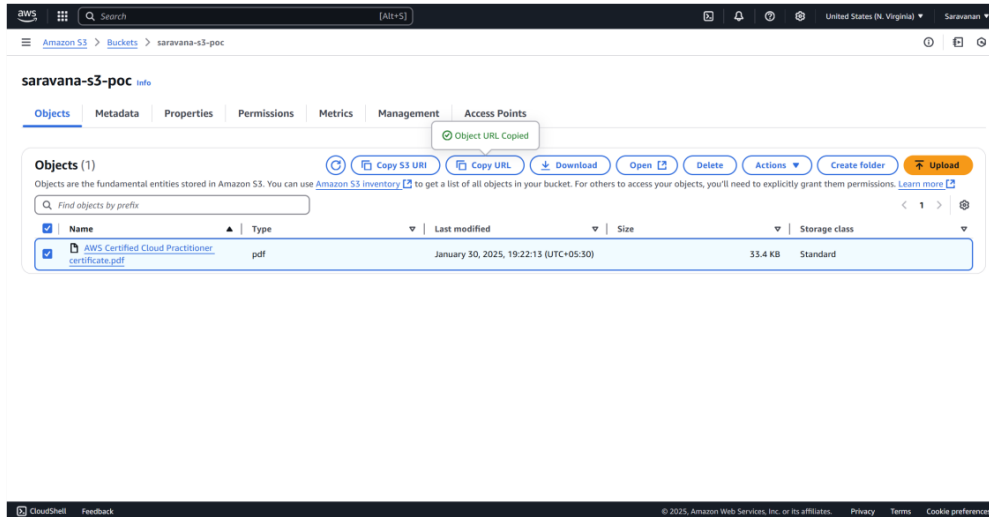 aws
Search [Alt+S] United States (N. Virginia) Saravanan
Amazon S3 > Buckets > saravana-s3-poc
saravana-s3-poc Info
Objects Metadata Properties Permissions Metrics Management Access Points
Object URL Copied
Objects (1) Copy S3 URI Copy URL Download Open Delete Actions Create folder Upload
Objects are the fundamental entities stored in Amazon S3. You can use Amazon S3 inventory to get a list of all objects in your bucket. For others to access your objects, you'll need to explicitly grant them permissions. Learn more
Find objects by prefix 1
Name Type Last modified Size Storage class
AWS Certified Cloud Practitioner
certificate.pdf pdf January 30, 2025, 19:22:13 (UTC+05:30) 33.4 KB Standard
CloudShell Feedback © 2025, Amazon Web Services, Inc. or its affiliates. Privacy Terms Cookie preferences